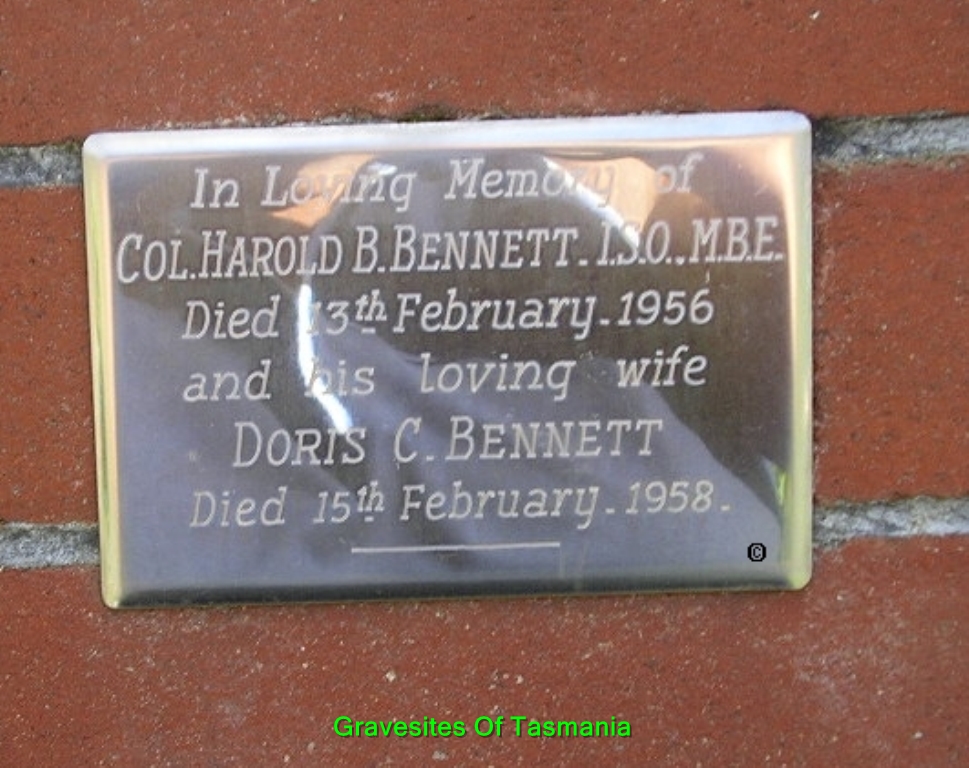 In Loving Memory of
COL. HAROLD B. BENNETT. I.S.O., M.B.E.
Died 13th February. 1956
and his loving wife
DORIS C. BENNETT
Died 15th February. 1958.
©
Gravesites Of Tasmania